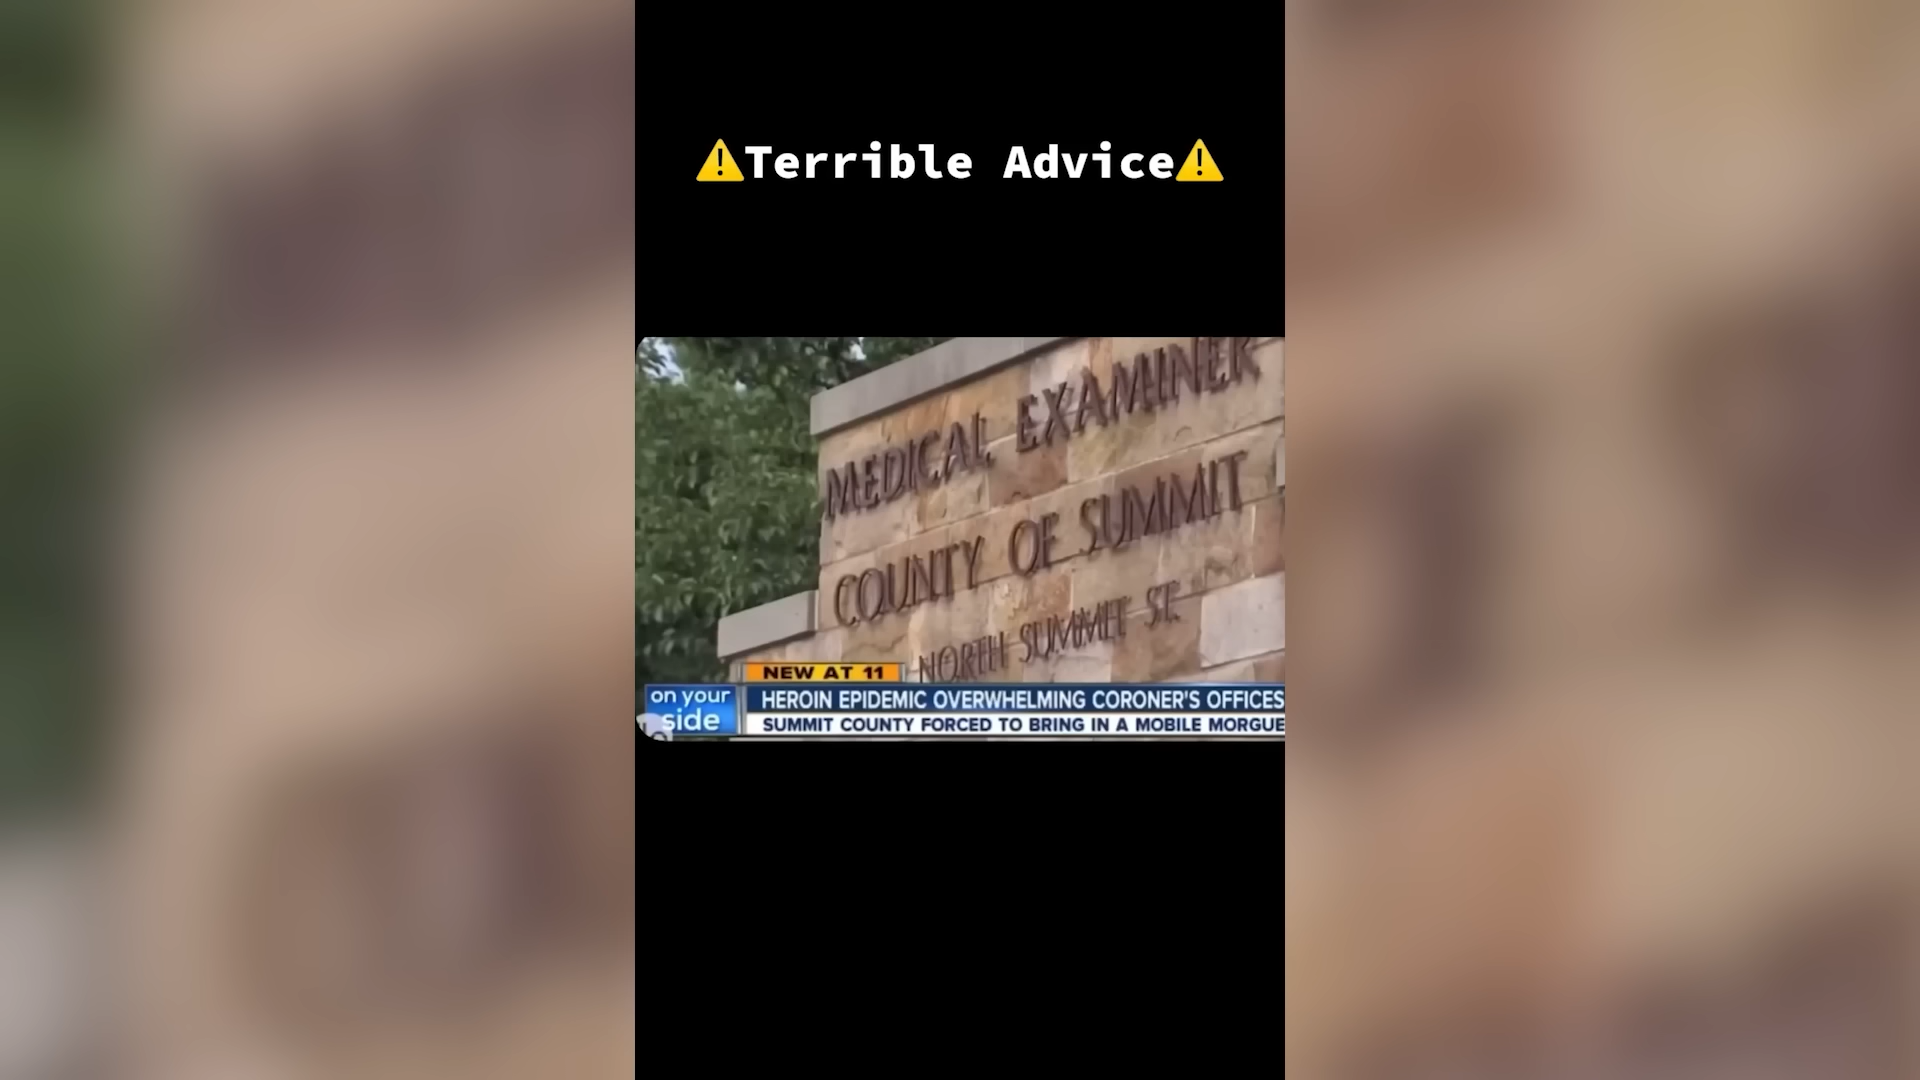 ⚠Terrible Advice⚠
MEDICAL EXAMINER
COUNTY OF SUMMIT
NORTH SUMMIT ST.
NEW AT 11
on your
side
HEROIN EPIDEMIC OVERWHELMING CORONER'S OFFICES
SUMMIT COUNTY FORCED TO BRING IN A MOBILE MORGUE